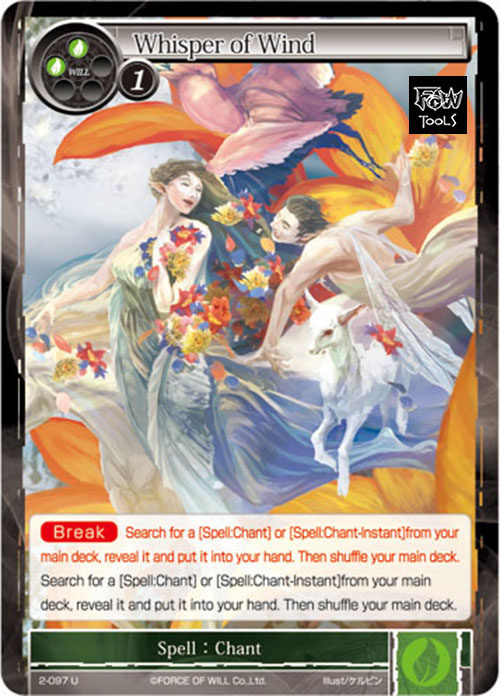 Whisper of Wind
WILL
1
FOW
TOOLS
Break Search for a [Spell:Chant] or [Spell:Chant-Instant]from your
main deck, reveal it and put it into your hand. Then shuffle your main deck.
Search for a [Spell:Chant] or [Spell:Chant-Instant]from your main
deck, reveal it and put it into your hand. Then shuffle your main deck.
Spell : Chant
2-097 U ©FORCE OF WILL Co.,Ltd. Illust/ケルビン